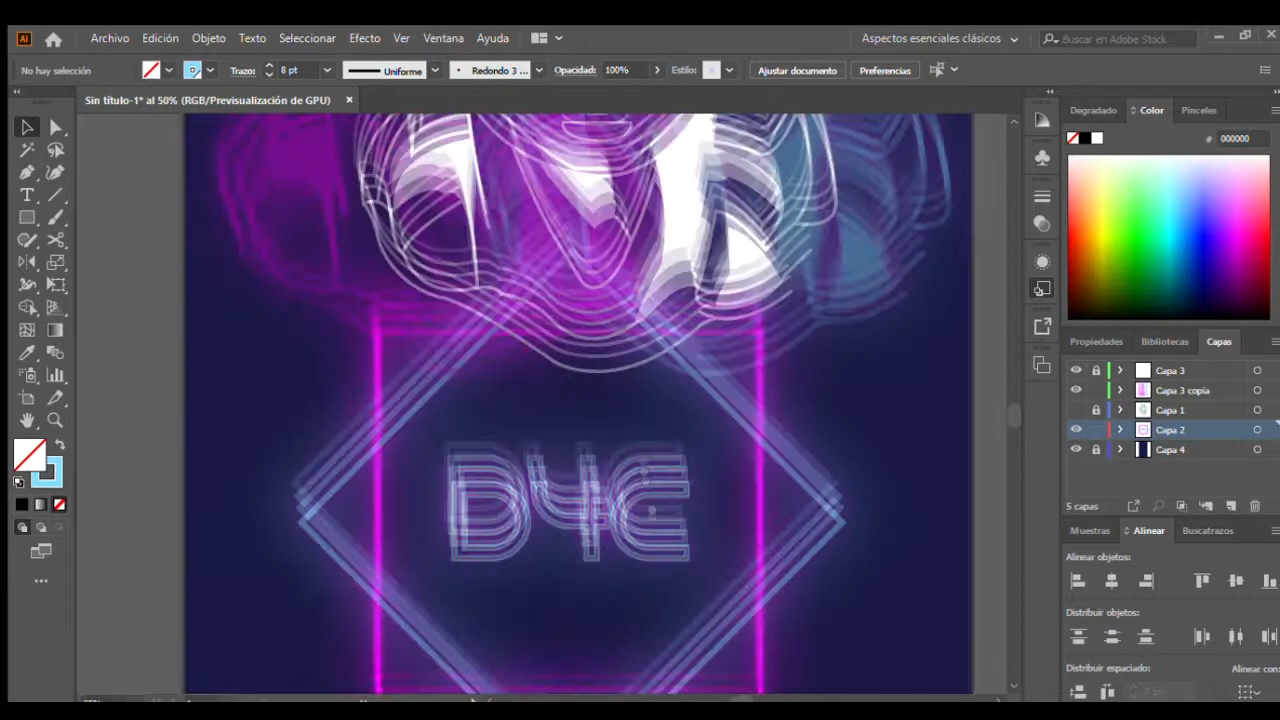 Ai
Archivo Edición Objeto Texto Seleccionar Efecto Ver Ventana Ayuda
Aspectos esenciales clásicos
Buscar en Adobe Stock
No hay selección
Trazo: 8 pt
Uniforme
Redondo 3 ...
Opacidad: 100%
Estilo:
Ajustar documento
Preferencias
Sin título-1* al 50% (RGB/Previsualización de GPU)
Degradado Color Pinceles
# 000000
Propiedades Bibliotecas Capas
Capa 3
Capa 3 copia
Capa 1
Capa 2
Capa 4
5 capas
Muestras Alinear Buscatrazos
Alinear objetos:
Distribuir objetos:
Distribuir espaciado: Alinear con
DYE